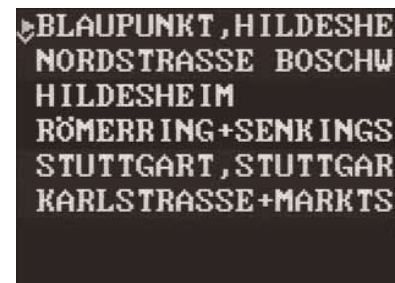 BLAUPUNKT,HILDESHE
NORDSTRASSE BOSCHW
HILDESHEIM
RÖMERRING+SENKINGS
STUTTGART,STUTTGAR
KARLSTRASSE+MARKTS